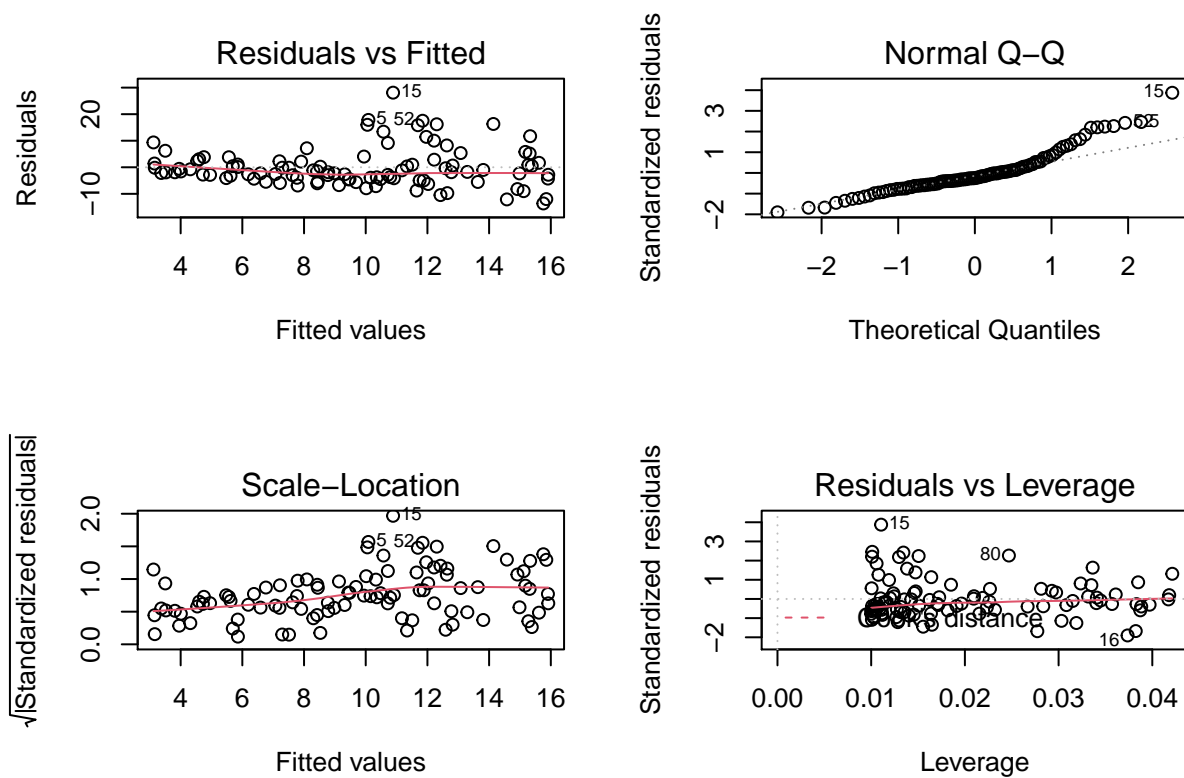 Residuals vs Fitted
Residuals
−10
20
15
5
52
4 6 8 10 12 14 16
Fitted values
Normal Q−Q
Standardized residuals
−2
1
3
15
−2 −1 0 1 2
Theoretical Quantiles
Scale−Location
√|Standardized residuals|
0.0
1.0
2.0
15
5
52
4 6 8 10 12 14 16
Fitted values
Residuals vs Leverage
Standardized residuals
−2
1
3
15
80
distance
16
0.00 0.01 0.02 0.03 0.04
Leverage